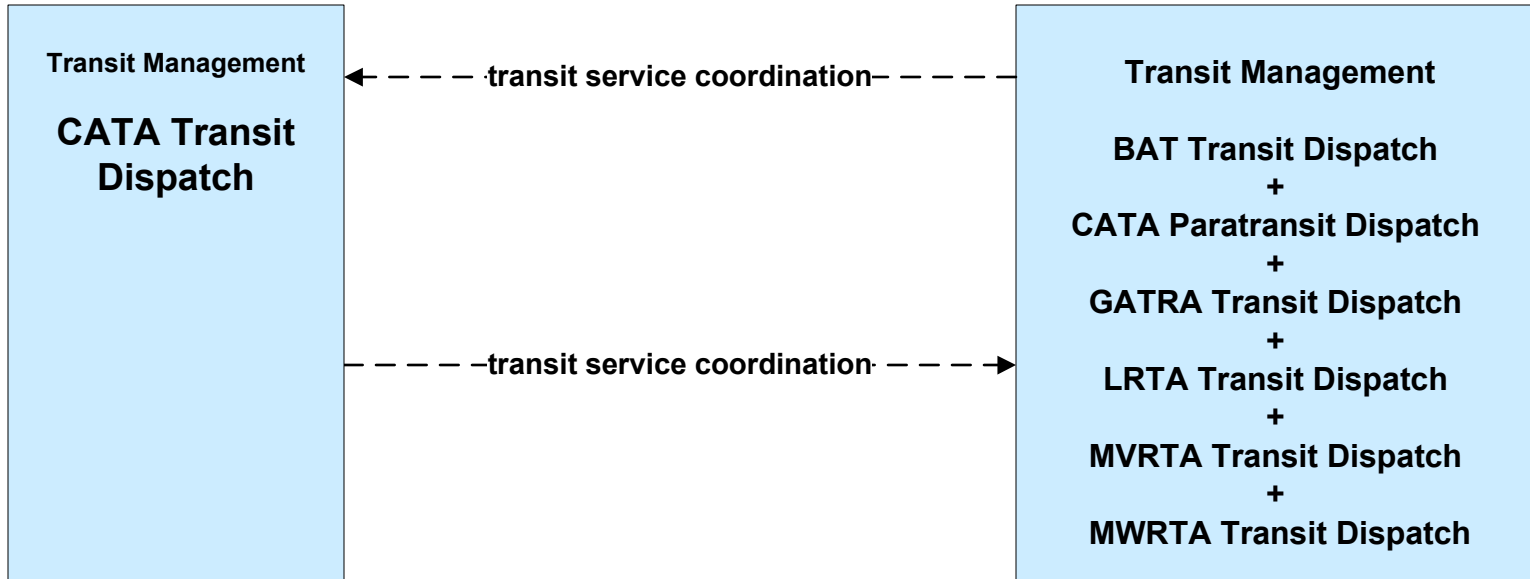 Transit Management
CATA Transit
Dispatch
transit service coordination
transit service coordination
Transit Management
BAT Transit Dispatch
+
CATA Paratransit Dispatch
+
GATRA Transit Dispatch
+
LRTA Transit Dispatch
+
MVRTA Transit Dispatch
+
MWRTA Transit Dispatch